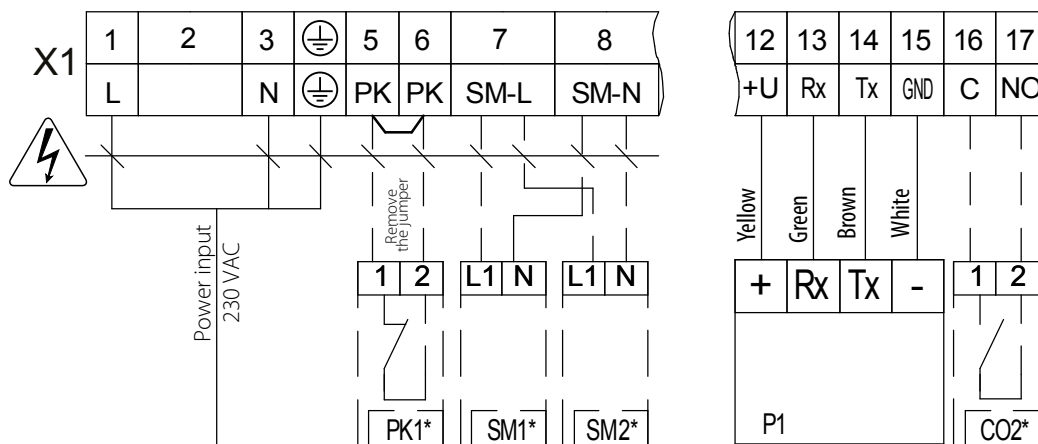 X1
1 2 3 5 6 7 8
L N PK PK SM-L SM-N
12 13 14 15 16 17
+U Rx Tx GND C NO
Remove
the jumper
Power input
230 VAC
Yellow
Green
Brown
White
1 2
L1 N
L1 N
+ Rx Tx -
1 2
PK1*
SM1*
SM2*
P1
CO2*